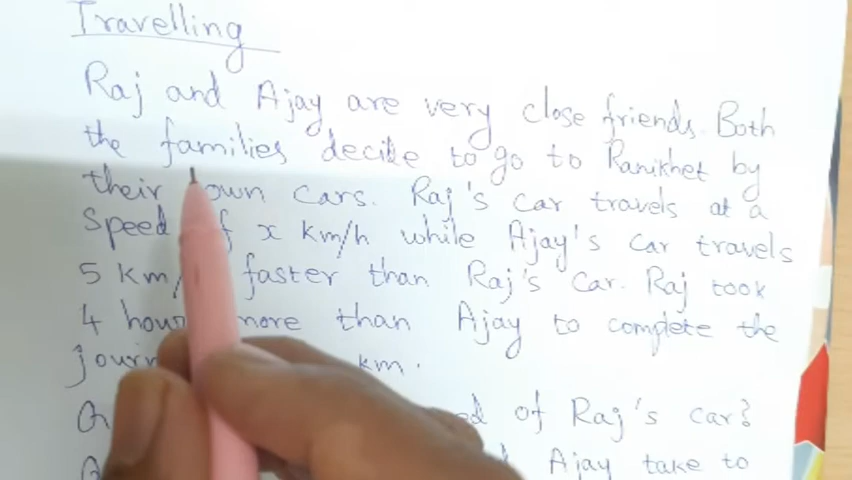 Travelling
Raj and Ajay are very close friends. Both
the families decide to go to Ranikhet by
their own cars. Raj's car travels at a
Speed x km/h while Ajay's car travels
5 km/ faster than Raj's car. Raj took
4 more than Ajay to complete the
km.
of Raj's car?
Ajay take to